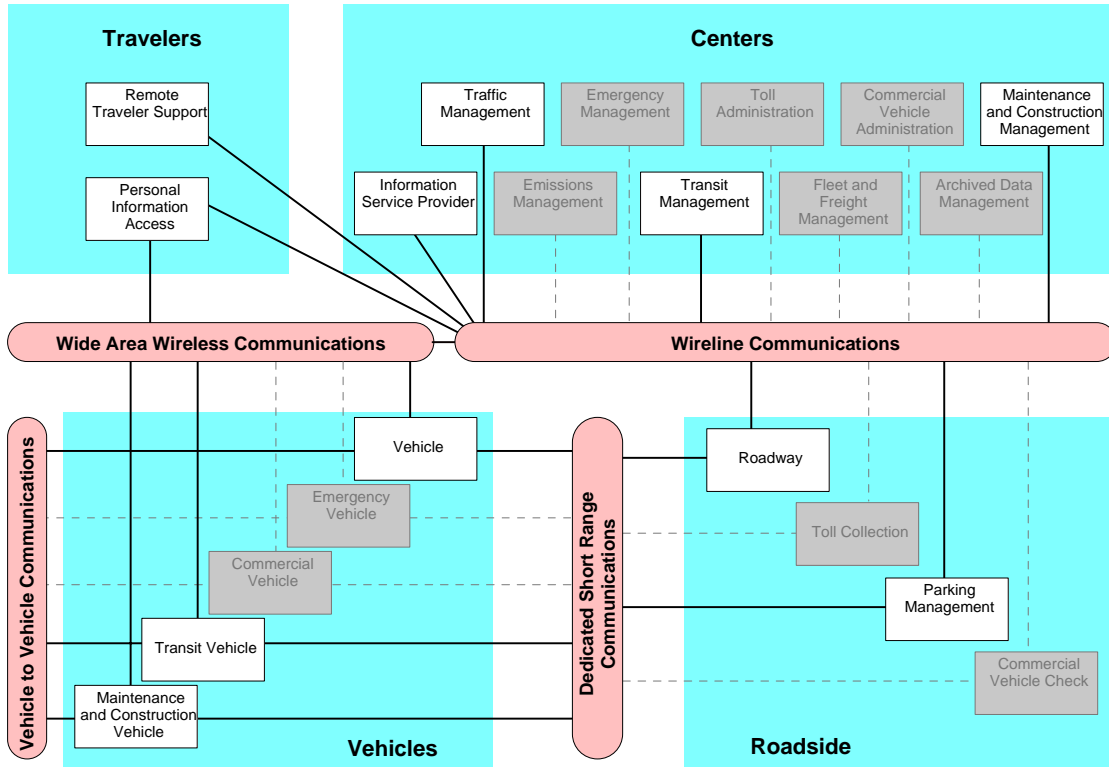 Travelers
Centers
Remote
Traveler Support
Traffic
Management
Emergency
Management
Toll
Administration
Commercial
Vehicle
Administration
Maintenance
and Construction
Management
Personal
Information
Access
Information
Service Provider
Emissions
Management
Transit
Management
Fleet and
Freight
Management
Archived Data
Management
Wide Area Wireless Communications
Wireline Communications
Vehicle to Vehicle Communications
Vehicle
Emergency
Vehicle
Commercial
Vehicle
Transit Vehicle
Maintenance
and Construction
Vehicle
Vehicles
Dedicated Short Range
Communications
Roadway
Toll Collection
Parking
Management
Commercial
Vehicle Check
Roadside